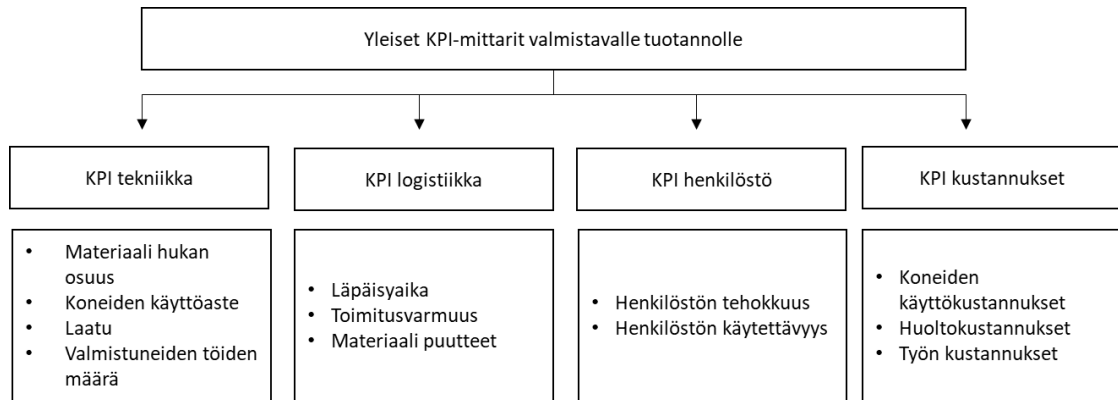 Yleiset KPI-mittarit valmistavalle tuotannolle
KPI tekniikka
KPI logistiikka
KPI henkilöstö
KPI kustannukset
• Materiaali hukan
osuus
• Koneiden käyttöaste
• Laatu
• Valmistuneiden töiden
määrä
• Läpäisyaika
• Toimitusvarmuus
• Materiaali puutteet
• Henkilöstön tehokkuus
• Henkilöstön käytettävyys
• Koneiden
käyttökustannukset
• Huoltokustannukset
• Työn kustannukset